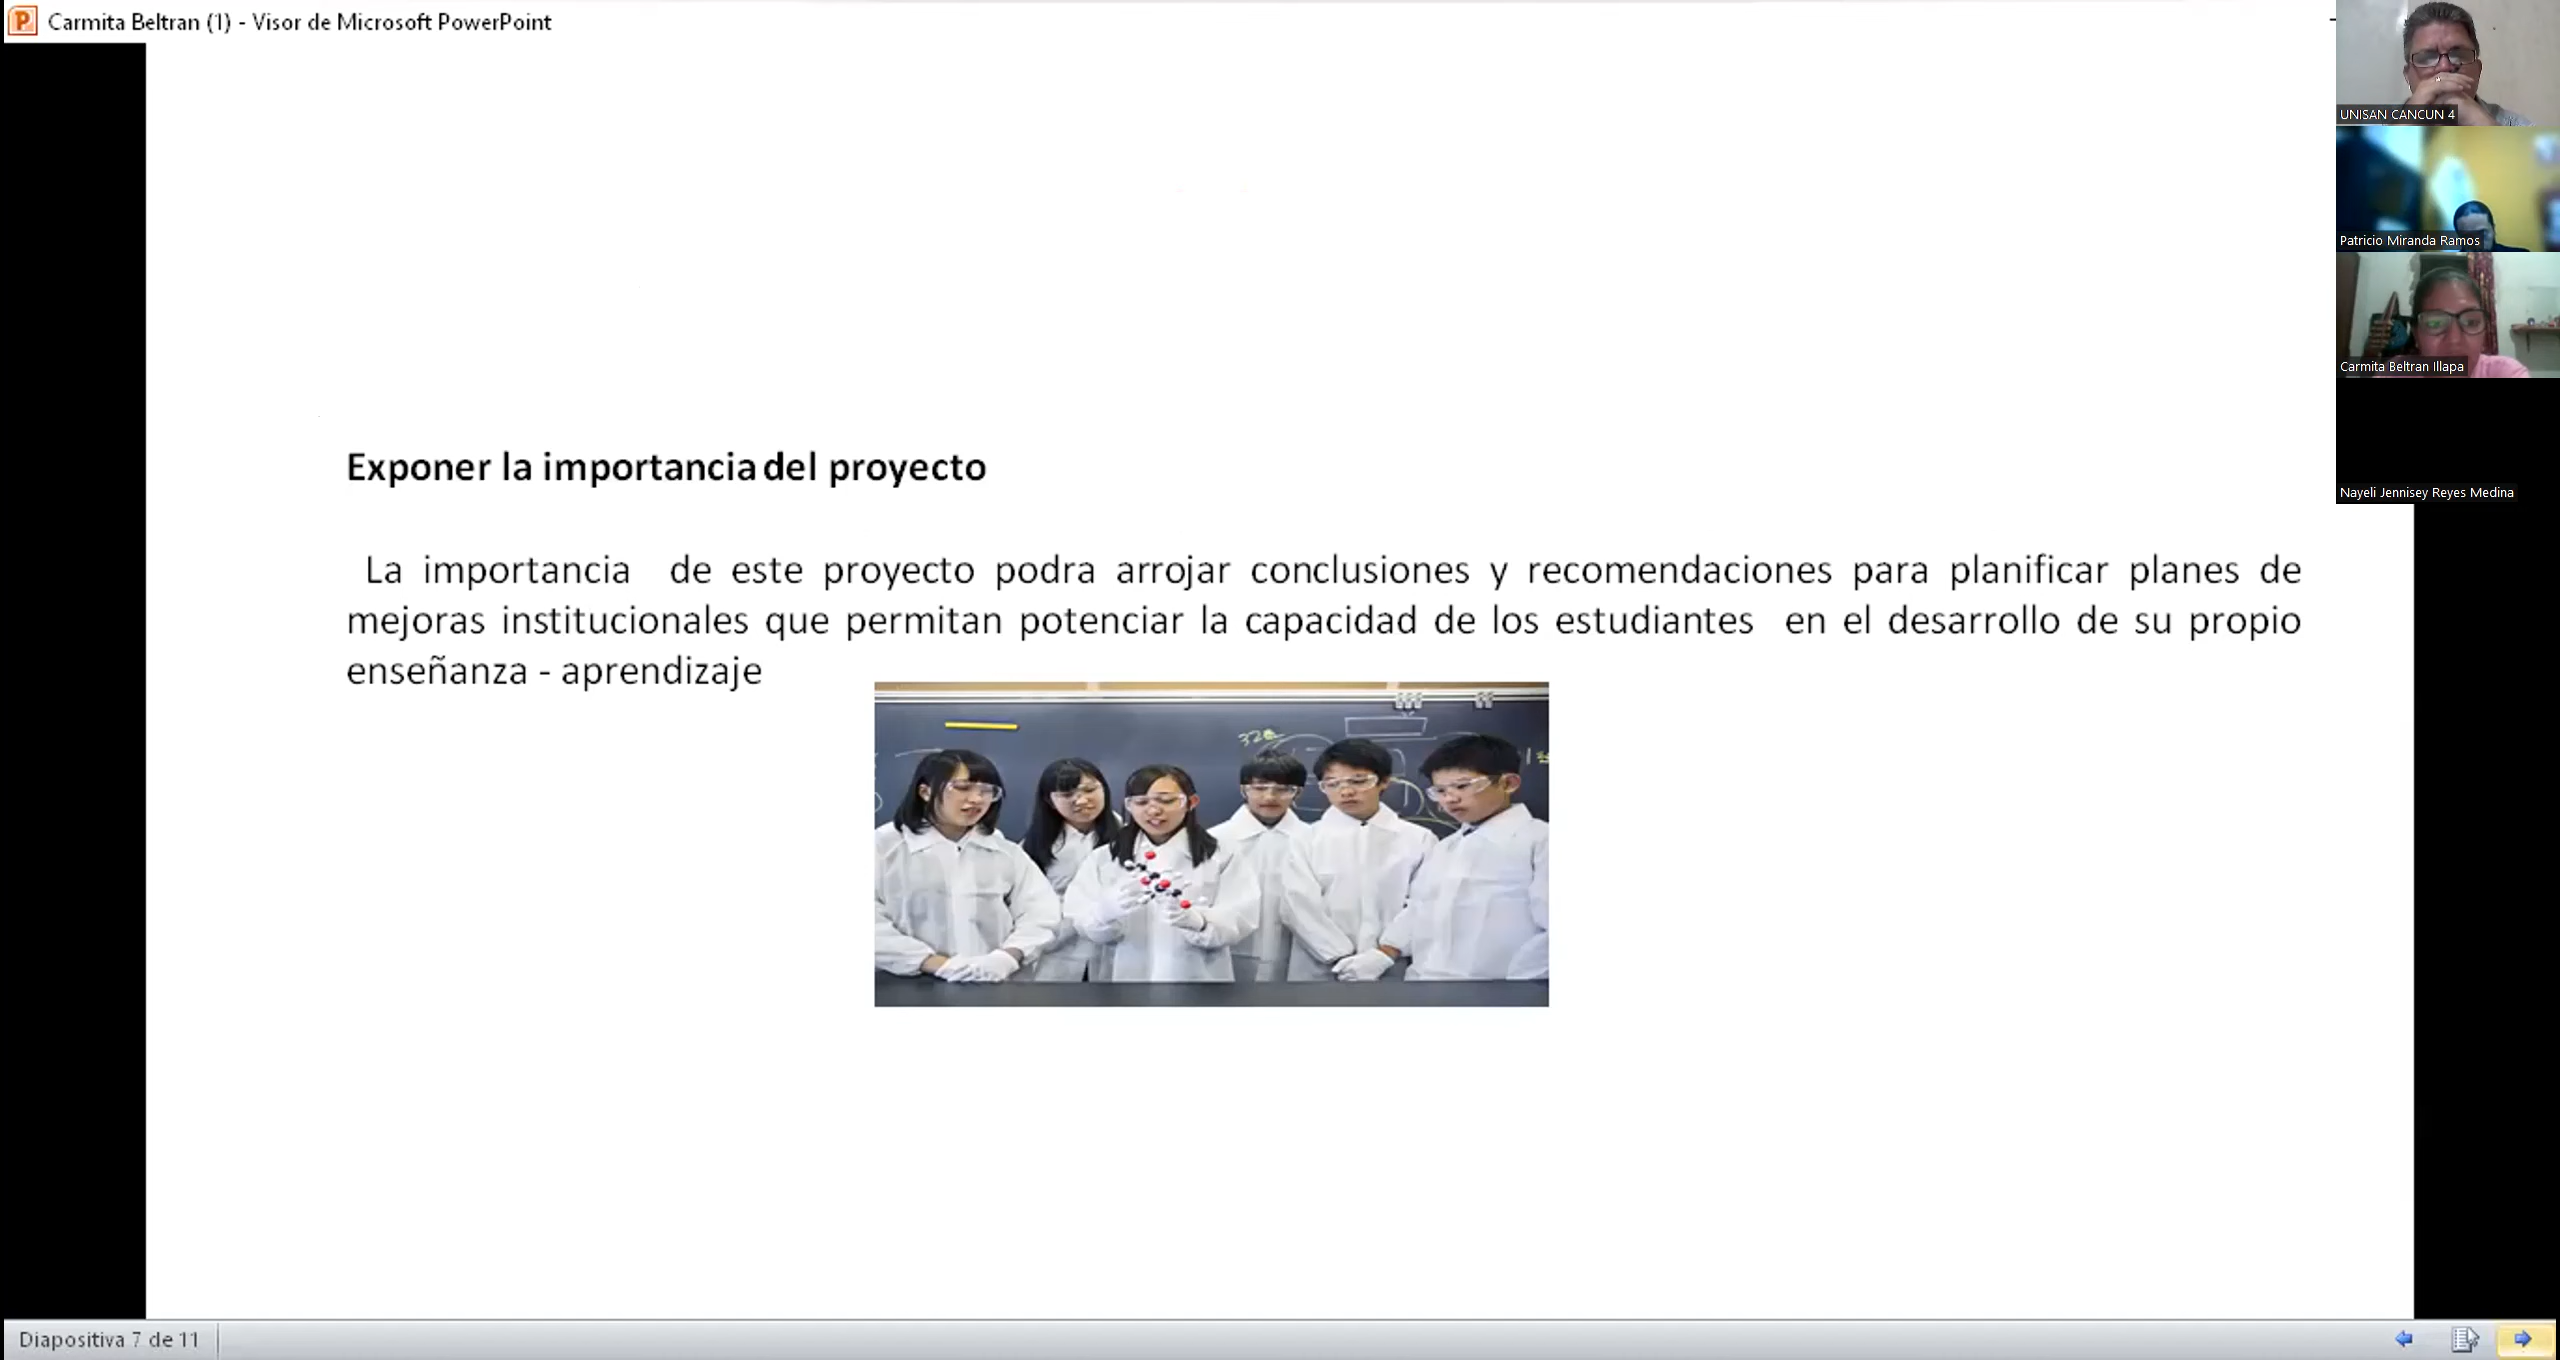 Carmita Beltran (1) - Visor de Microsoft PowerPoint
UNISAN CANCUN 4
Patricio Miranda Ramos
Carmita Beltran Illapa
Nayeli Jennisey Reyes Medina
Exponer la importancia del proyecto
La importancia de este proyecto podra arrojar conclusiones y recomendaciones para planificar planes de
mejoras institucionales que permitan potenciar la capacidad de los estudiantes en el desarrollo de su propio
enseñanza - aprendizaje
Diapositiva 7 de 11